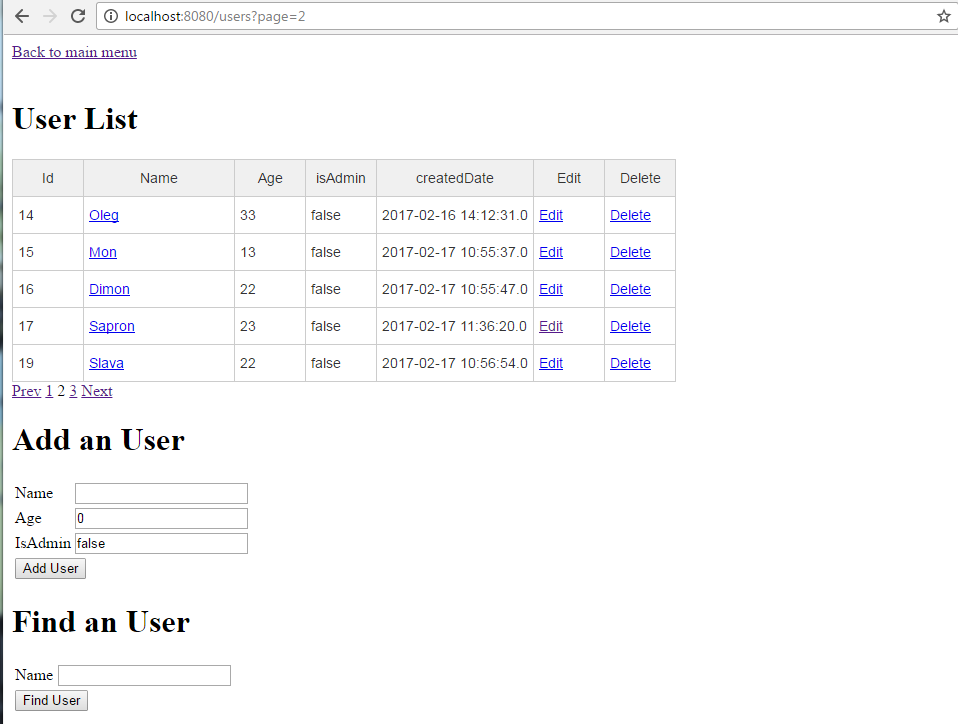 localhost:8080/users?page=2
Back to main menu
User List
Id Name Age isAdmin createdDate Edit Delete
14 Oleg 33 false 2017-02-16 14:12:31.0 Edit Delete
15 Mon 13 false 2017-02-17 10:55:37.0 Edit Delete
16 Dimon 22 false 2017-02-17 10:55:47.0 Edit Delete
17 Sapron 23 false 2017-02-17 11:36:20.0 Edit Delete
19 Slava 22 false 2017-02-17 10:56:54.0 Edit Delete
Prev 1 2 3 Next
Add an User
Name
Age 0
IsAdmin false
Add User
Find an User
Name
Find User